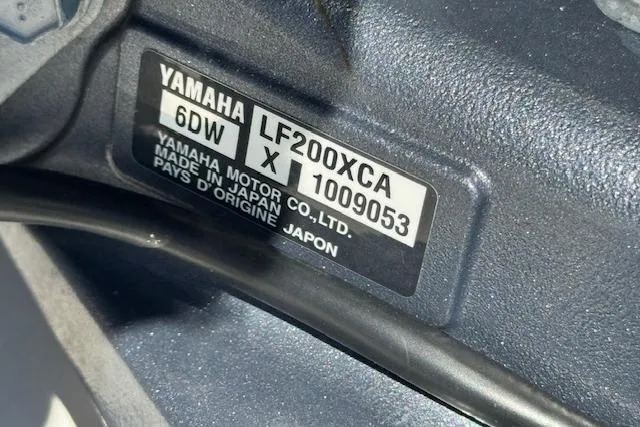 YAMAHA LF200XCA
6DW X 1009053
YAMAHA MOTOR CO.,LTD.
MADE IN JAPAN
PAYS D'ORIGINE JAPON